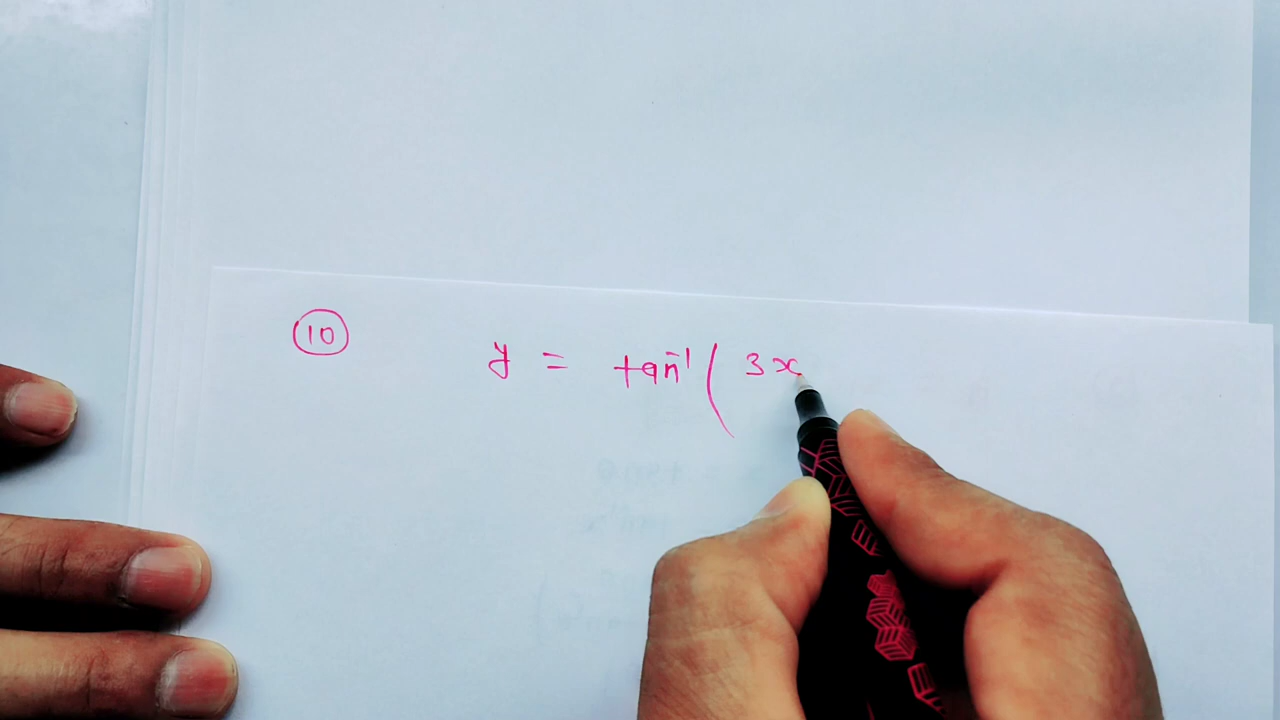 10 y = tan⁻¹( 3x